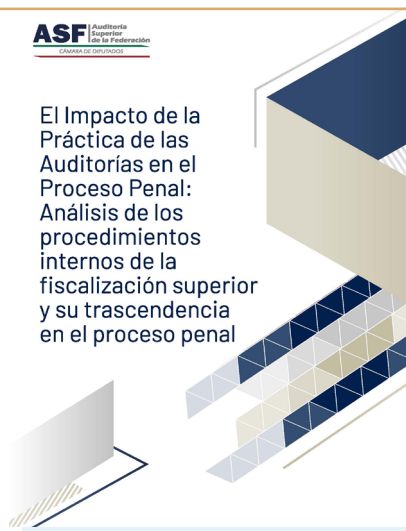 ASF Auditoría
Superior
de la Federación
CÁMARA DE DIPUTADOS
El Impacto de la
Práctica de las
Auditorías en el
Proceso Penal:
Análisis de los
procedimientos
internos de la
fiscalización superior
y su trascendencia
en el proceso penal